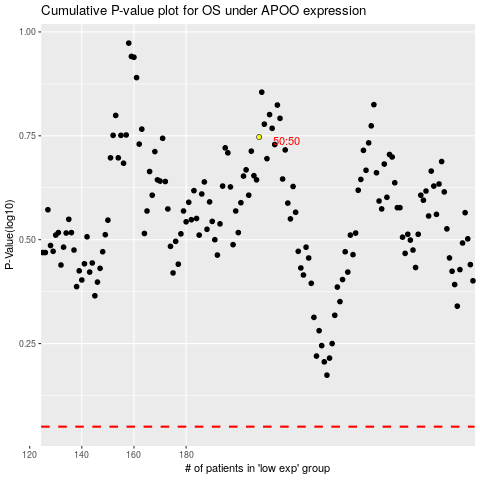 Cumulative P-value plot for OS under APOO expression
1.00
0.75
0.50
0.25
P-Value(log10)
50:50
120 140 160 180
# of patients in 'low exp' group